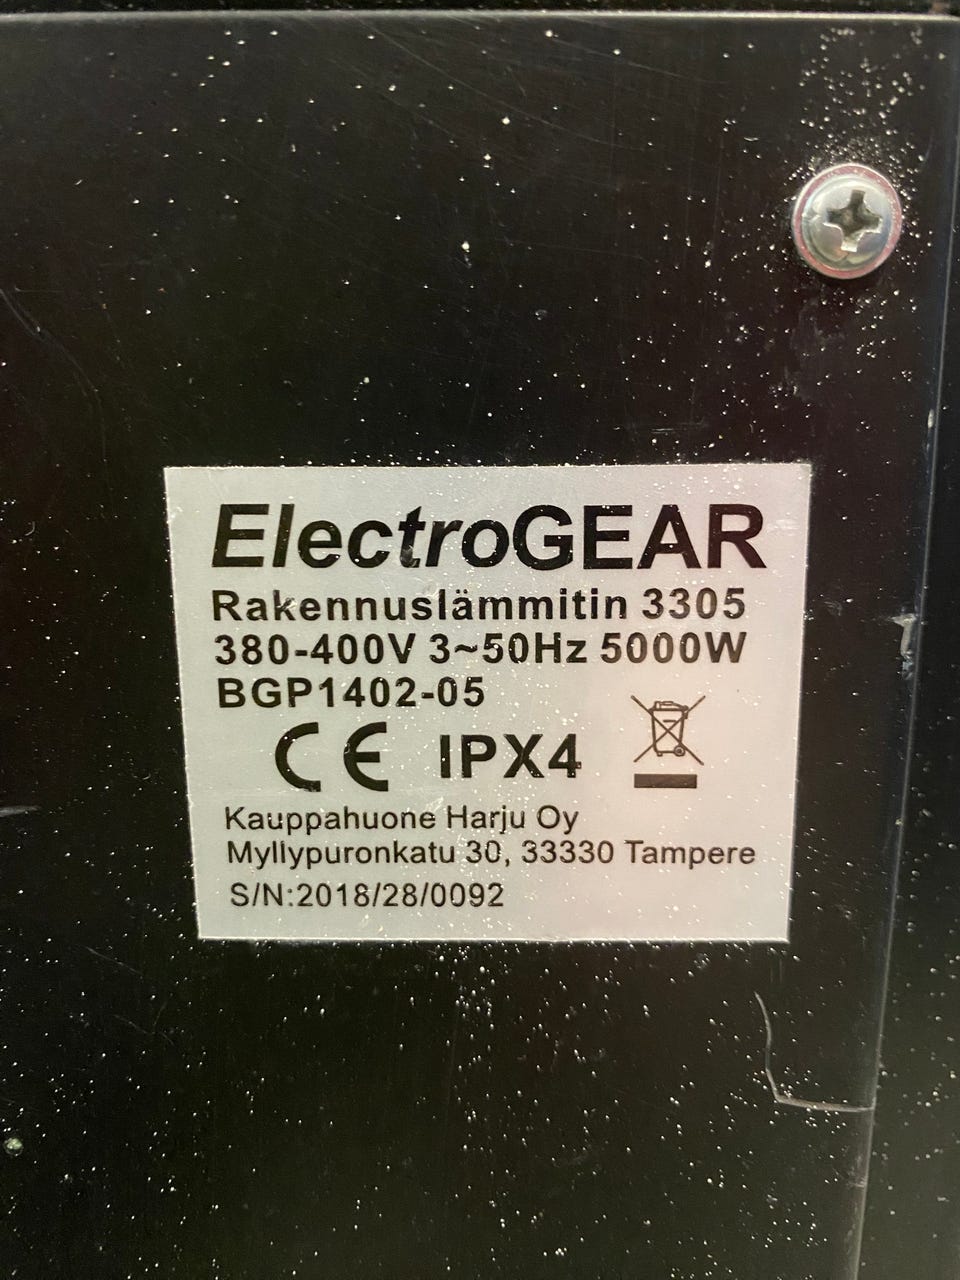 ElectroGEAR
Rakennuslämmitin 3305
380-400V 3~50Hz 5000W
BGP1402-05
CE IPX4
Kauppahuone Harju Oy
Myllypuronkatu 30, 33330 Tampere
S/N:2018/28/0092